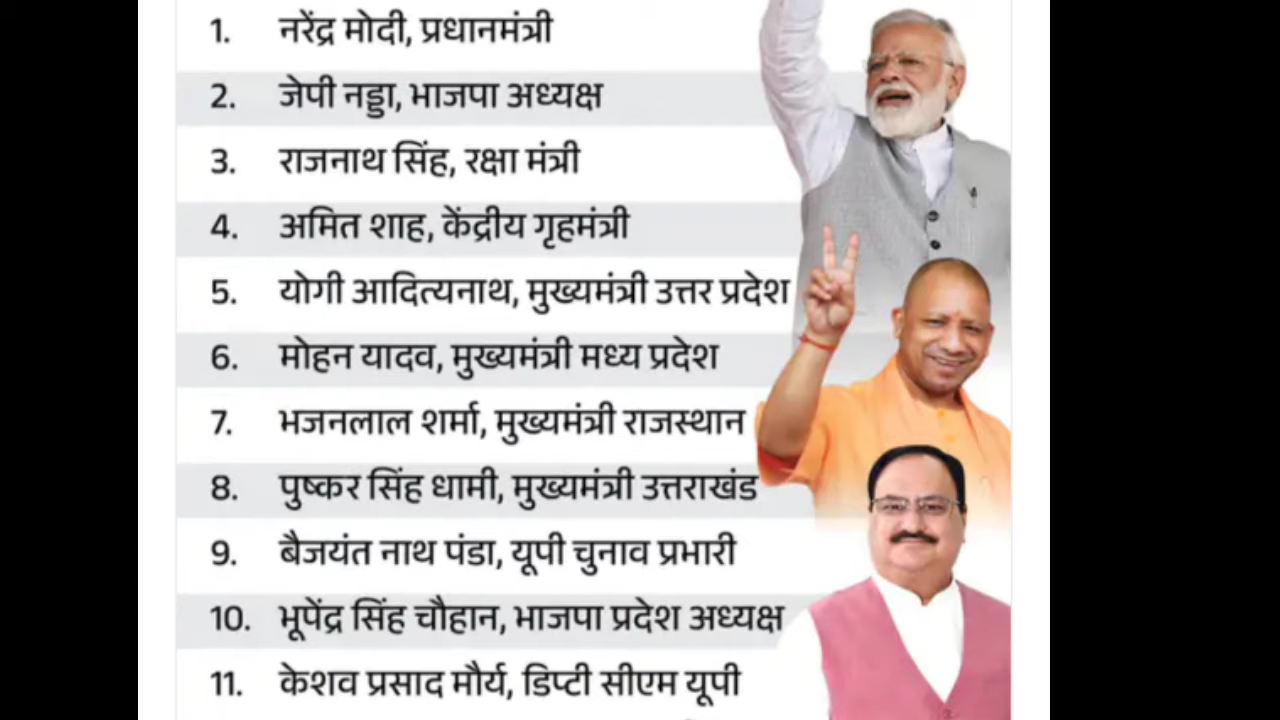 1. नरेंद्र मोदी, प्रधानमंत्री
2. जेपी नड्डा, भाजपा अध्यक्ष
3. राजनाथ सिंह, रक्षा मंत्री
4. अमित शाह, केंद्रीय गृहमंत्री
5. योगी आदित्यनाथ, मुख्यमंत्री उत्तर प्रदेश
6. मोहन यादव, मुख्यमंत्री मध्य प्रदेश
7. भजनलाल शर्मा, मुख्यमंत्री राजस्थान
8. पुष्कर सिंह धामी, मुख्यमंत्री उत्तराखंड
9. बैजयंत नाथ पंडा, यूपी चुनाव प्रभारी
10. भूपेंद्र सिंह चौहान, भाजपा प्रदेश अध्यक्ष
11. केशव प्रसाद मौर्य, डिप्टी सीएम यूपी